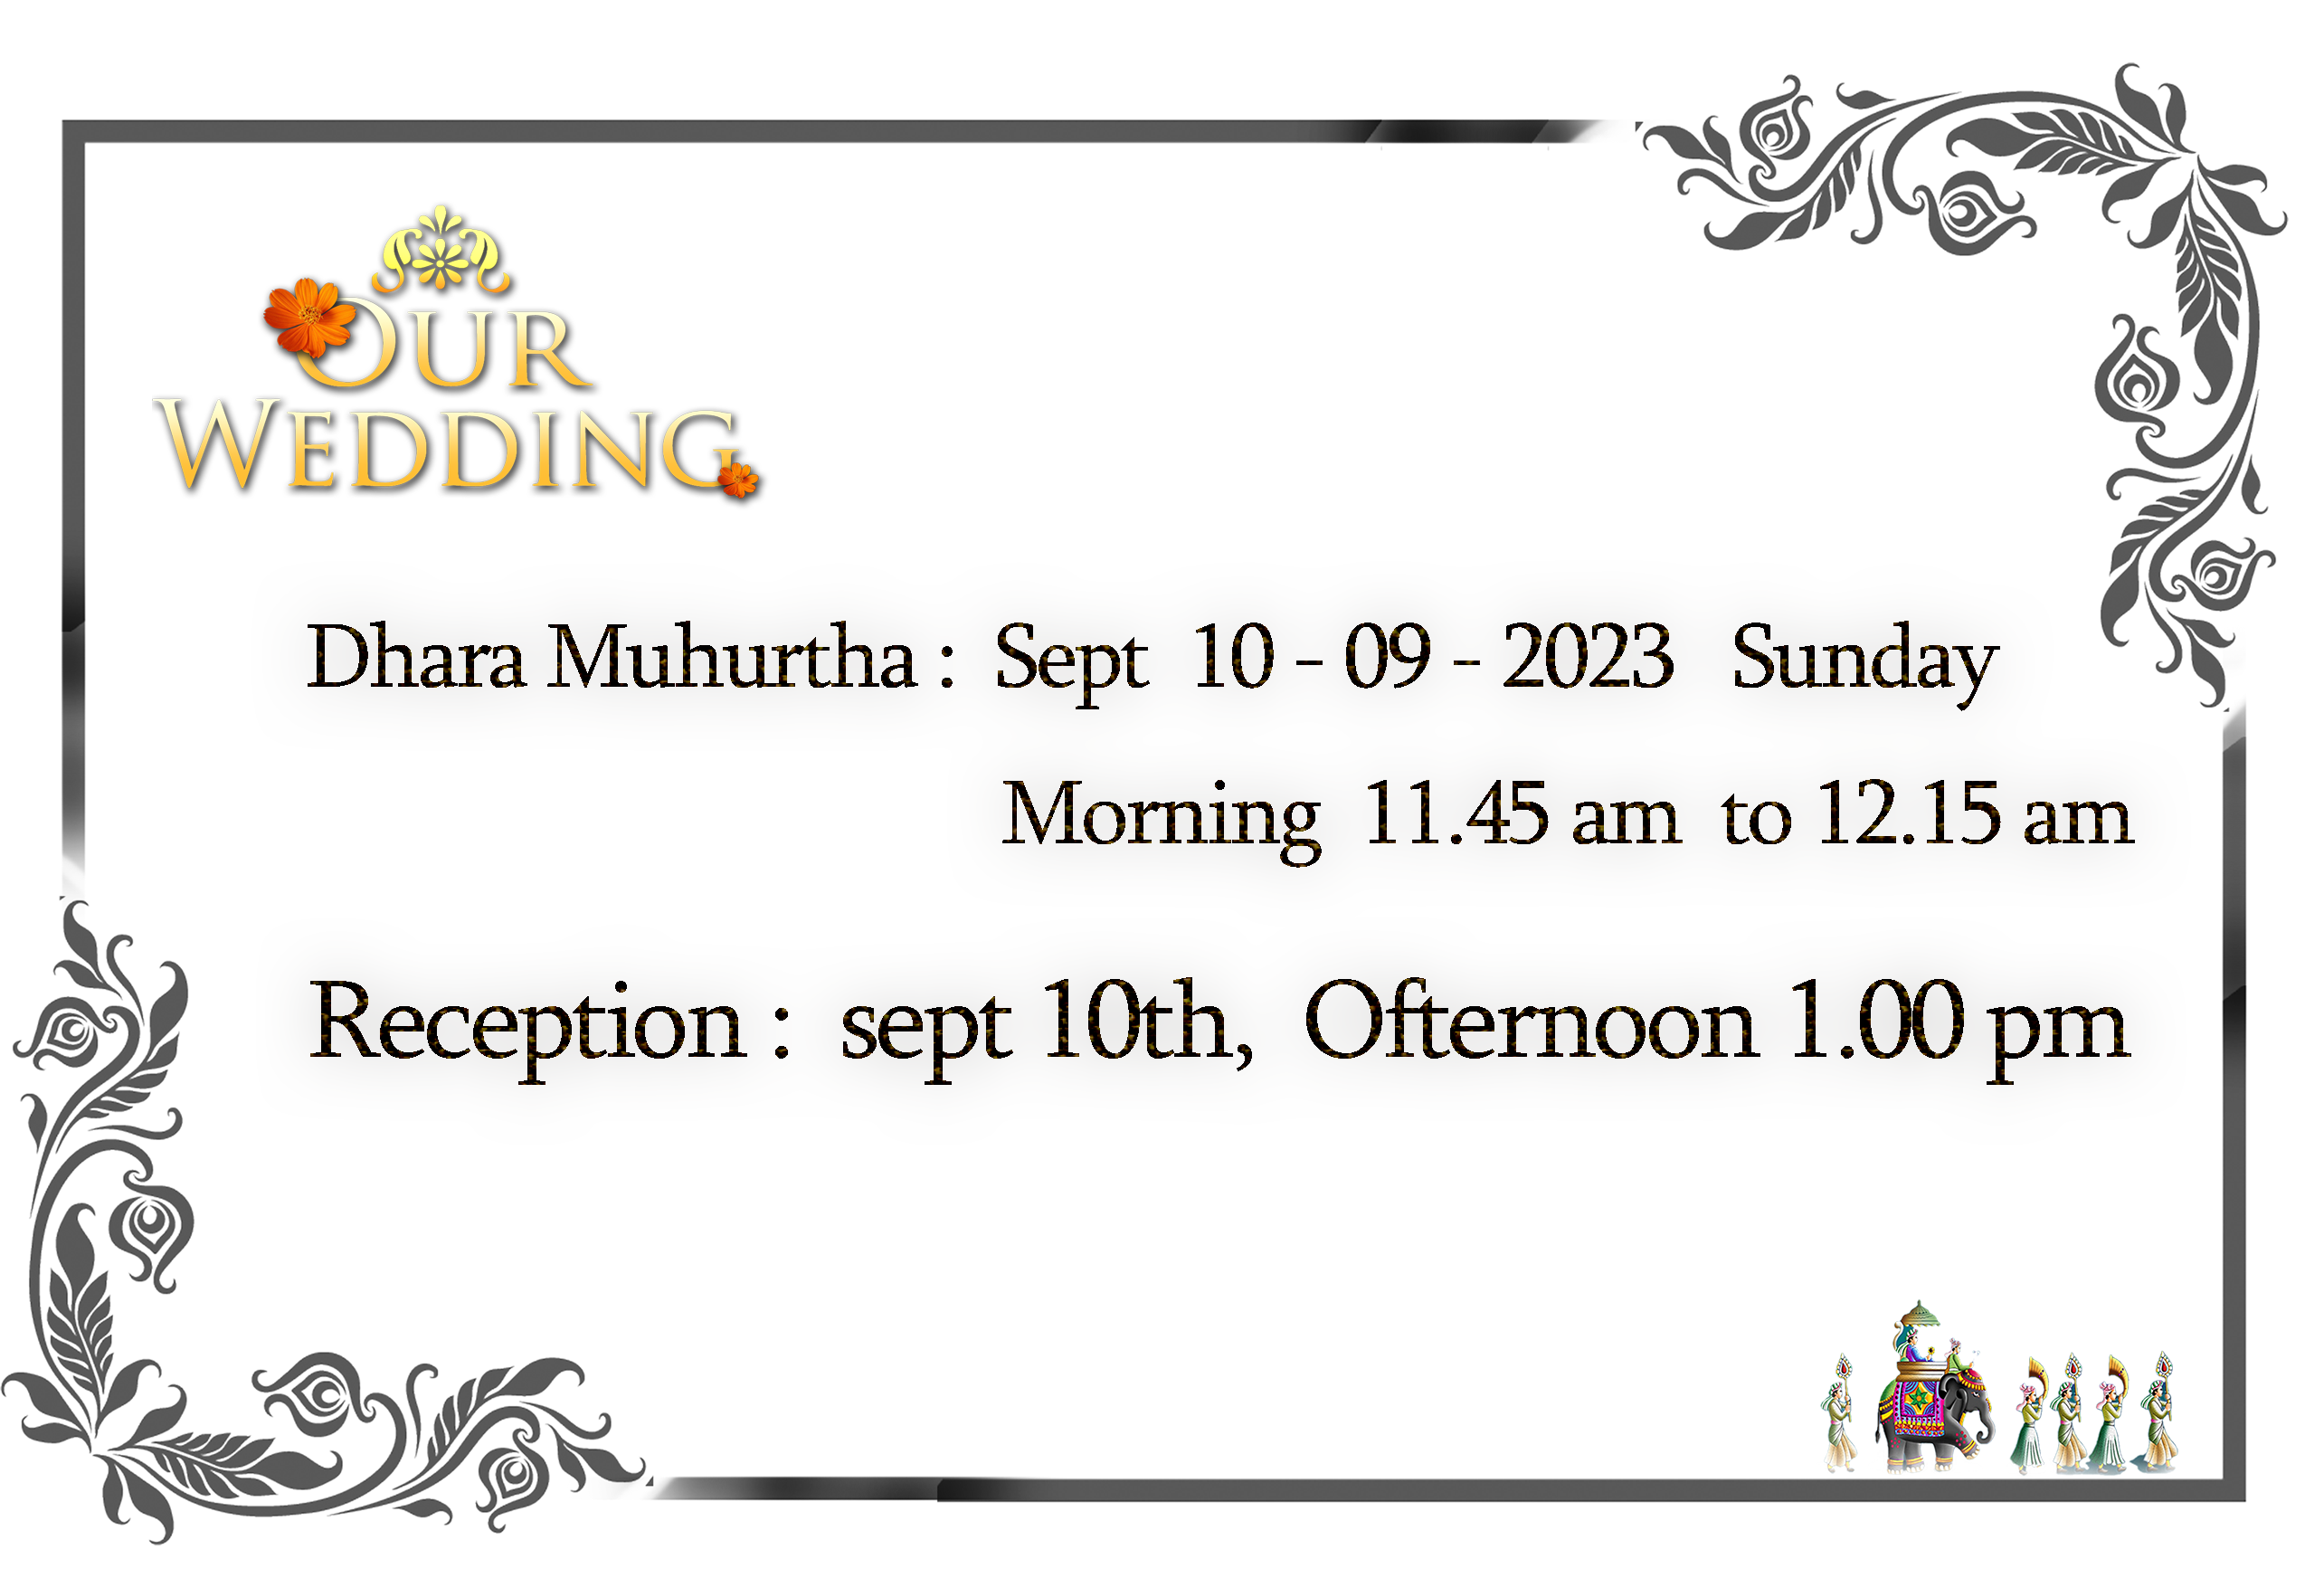 OUR
WEDDING
Dhara Muhurtha : Sept 10 - 09 - 2023 Sunday
Morning 11.45 am to 12.15 am
Reception : sept 10th, Ofternoon 1.00 pm